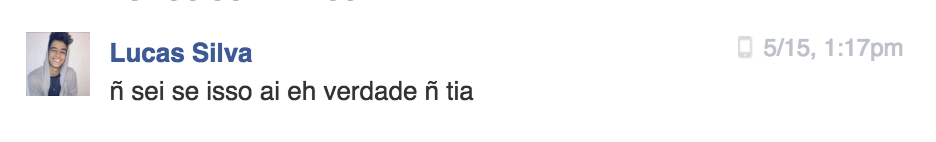 Lucas Silva
5/15, 1:17pm
ñ sei se isso ai eh verdade ñ tia